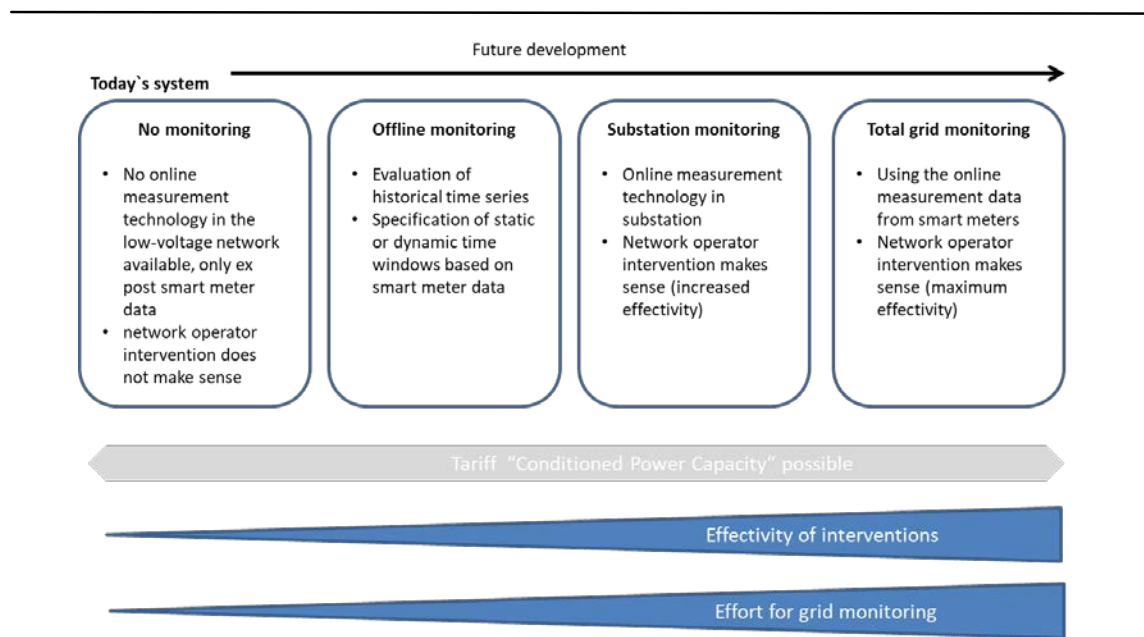 Future development
Today`s system
No monitoring
• No online
measurement
technology in the
low-voltage network
available, only ex
post smart meter
data
• network operator
intervention does
not make sense
Offline monitoring
• Evaluation of
historical time series
• Specification of static
or dynamic time
windows based on
smart meter data
Substation monitoring
• Online measurement
technology in
substation
• Network operator
intervention makes
sense (increased
effectivity)
Total grid monitoring
• Using the online
measurement data
from smart meters
• Network operator
intervention makes
sense (maximum
effectivity)
Tariff “Conditioned Power Capacity” possible
Effectivity of interventions
Effort for grid monitoring